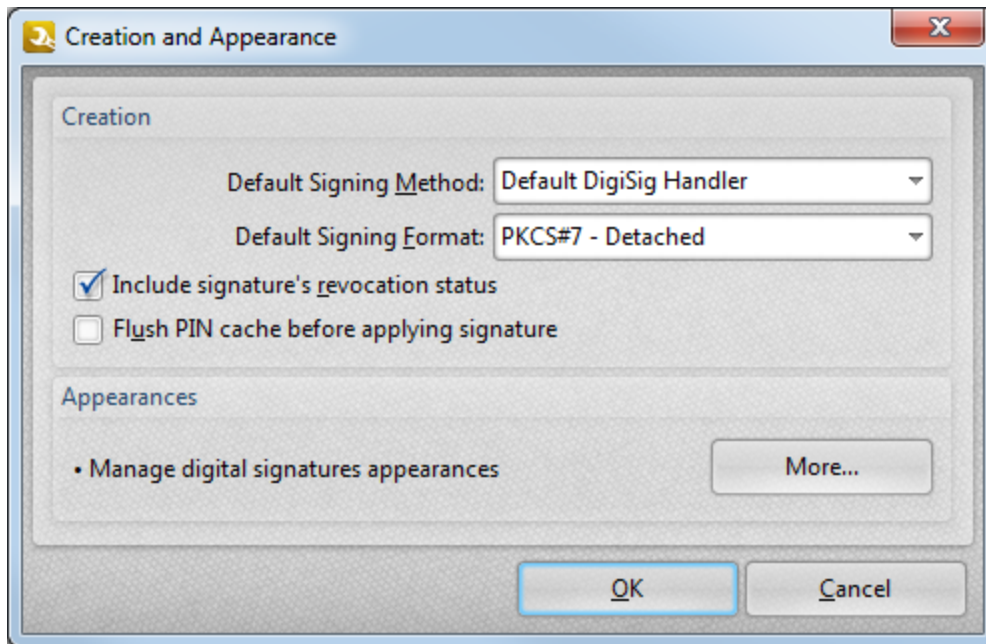 Creation and Appearance
Creation
Default Signing Method: Default DigiSig Handler
Default Signing Format: PKCS#7 - Detached
Include signature's revocation status
Flush PIN cache before applying signature
Appearances
• Manage digital signatures appearances More...
OK Cancel